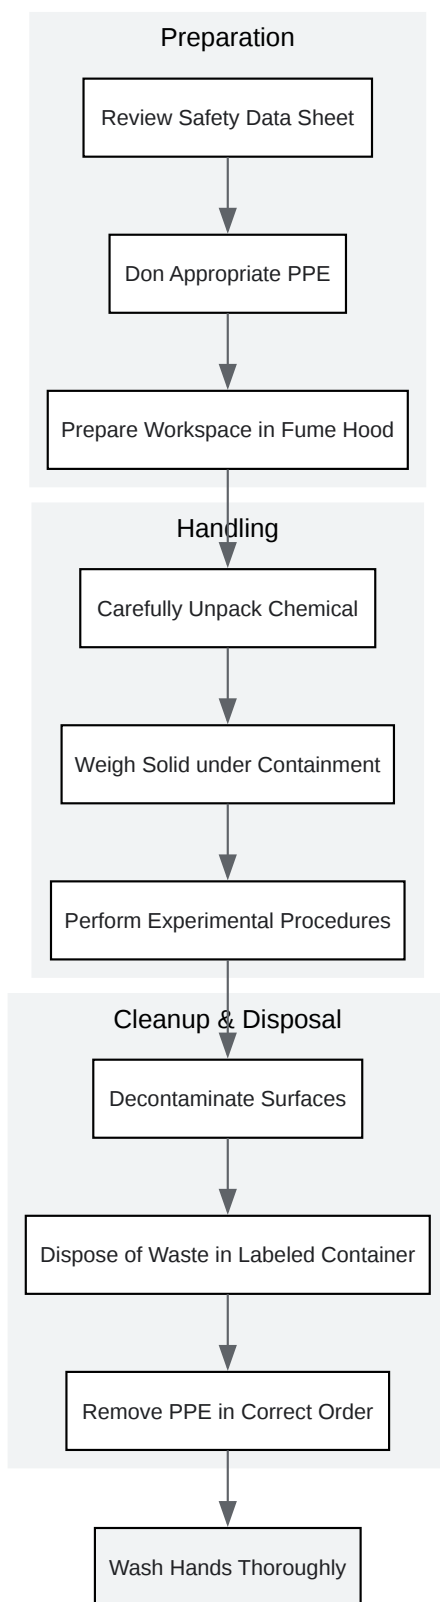 Preparation
Review Safety Data Sheet
Don Appropriate PPE
Prepare Workspace in Fume Hood
Handling
Carefully Unpack Chemical
Weigh Solid under Containment
Perform Experimental Procedures
Cleanup & Disposal
Decontaminate Surfaces
Dispose of Waste in Labeled Container
Remove PPE in Correct Order
Wash Hands Thoroughly